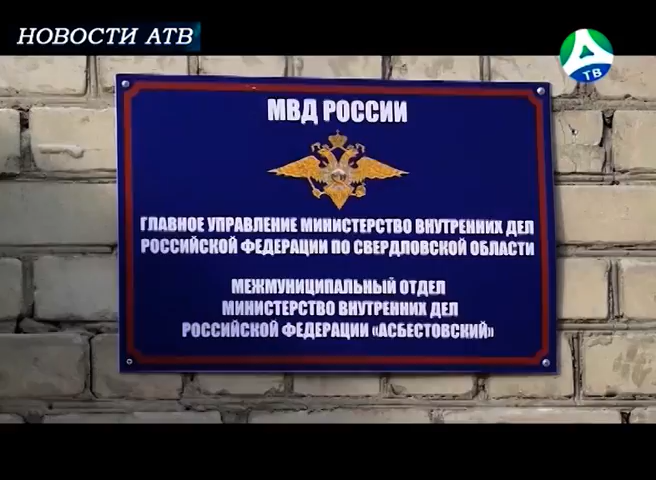 НОВОСТИ АТВ
А
ТВ
МВД РОССИИ
ГЛАВНОЕ УПРАВЛЕНИЕ МИНИСТЕРСТВО ВНУТРЕННИХ ДЕЛ
РОССИЙСКОЙ ФЕДЕРАЦИИ ПО СВЕРДЛОВСКОЙ ОБЛАСТИ
МЕЖМУНИЦИПАЛЬНЫЙ ОТДЕЛ
МИНИСТЕРСТВО ВНУТРЕННИХ ДЕЛ
РОССИЙСКОЙ ФЕДЕРАЦИИ «АСБЕСТОВСКИЙ»